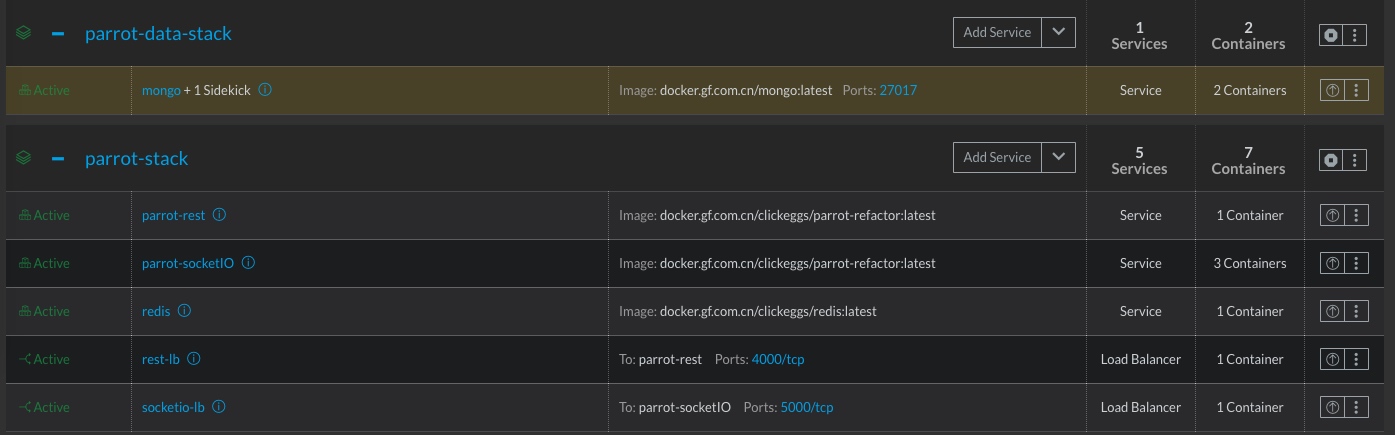 parrot-data-stack Add Service 1 Services 2 Containers
Active mongo + 1 Sidekick Image: docker.gf.com.cn/mongo:latest Ports: 27017 Service 2 Containers
parrot-stack Add Service 5 Services 7 Containers
Active parrot-rest Image: docker.gf.com.cn/clickeggs/parrot-refactor:latest Service 1 Container
Active parrot-socketIO Image: docker.gf.com.cn/clickeggs/parrot-refactor:latest Service 3 Containers
Active redis Image: docker.gf.com.cn/clickeggs/redis:latest Service 1 Container
Active rest-lb To: parrot-rest Ports: 4000/tcp Load Balancer 1 Container
Active socketio-lb To: parrot-socketIO Ports: 5000/tcp Load Balancer 1 Container